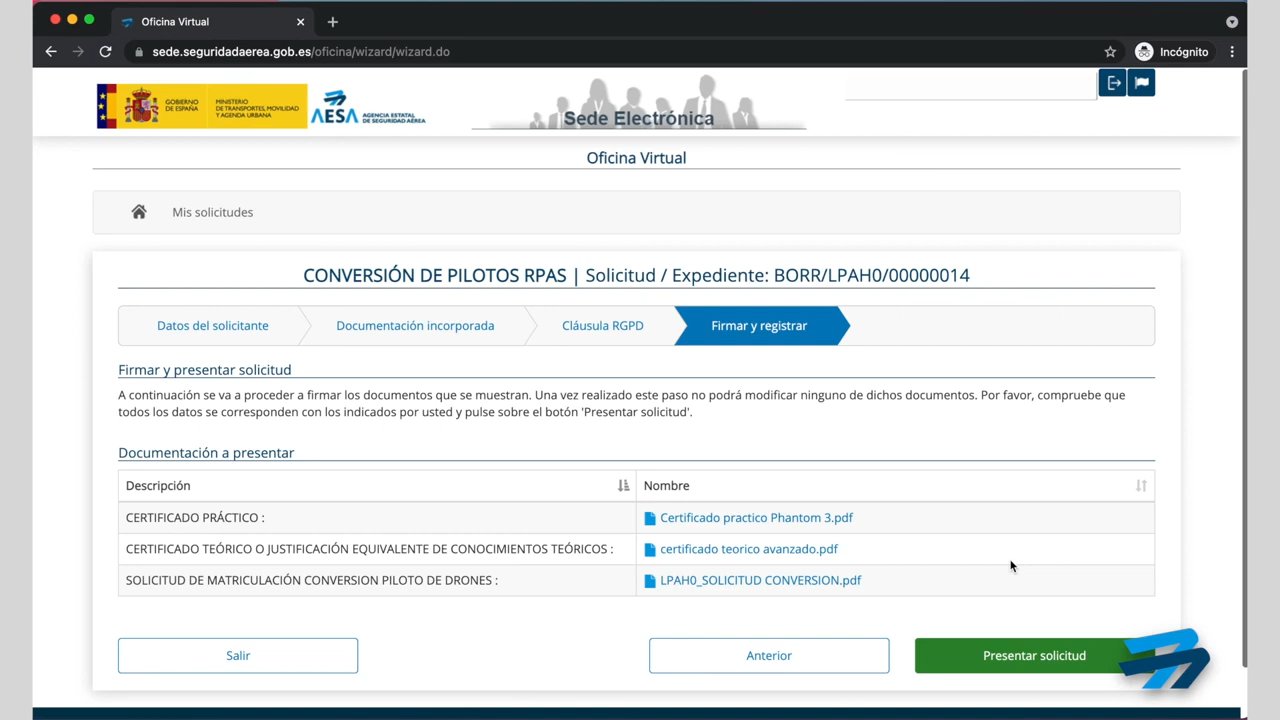 Oficina Virtual
sede.seguridadaerea.gob.es/oficina/wizard/wizard.do
Incógnito
GOBIERNO DE ESPAÑA
MINISTERIO DE TRANSPORTES, MOVILIDAD Y AGENDA URBANA
AESA AGENCIA ESTATAL DE SEGURIDAD AÉREA
Sede Electrónica
Oficina Virtual
Mis solicitudes
CONVERSIÓN DE PILOTOS RPAS | Solicitud / Expediente: BORR/LPAH0/00000014
Datos del solicitante
Documentación incorporada
Cláusula RGPD
Firmar y registrar
Firmar y presentar solicitud
A continuación se va a proceder a firmar los documentos que se muestran. Una vez realizado este paso no podrá modificar ninguno de dichos documentos. Por favor, compruebe que
todos los datos se corresponden con los indicados por usted y pulse sobre el botón 'Presentar solicitud'.
Documentación a presentar
Descripción
Nombre
CERTIFICADO PRÁCTICO :
Certificado practico Phantom 3.pdf
CERTIFICADO TEÓRICO O JUSTIFICACIÓN EQUIVALENTE DE CONOCIMIENTOS TEÓRICOS :
certificado teorico avanzado.pdf
SOLICITUD DE MATRICULACIÓN CONVERSION PILOTO DE DRONES :
LPAH0_SOLICITUD CONVERSION.pdf
Salir
Anterior
Presentar solicitud